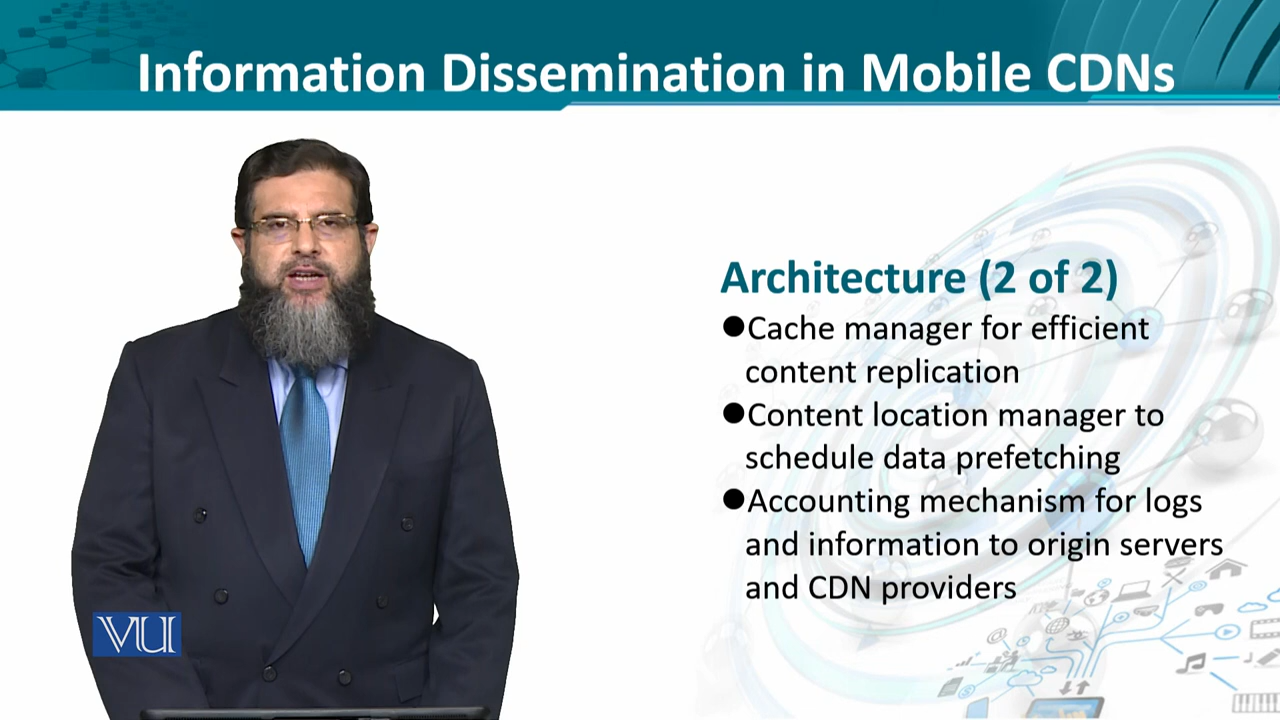 Information Dissemination in Mobile CDNs
Architecture (2 of 2)
●Cache manager for efficient
content replication
●Content location manager to
schedule data prefetching
●Accounting mechanism for logs
and information to origin servers
and CDN providers
VU